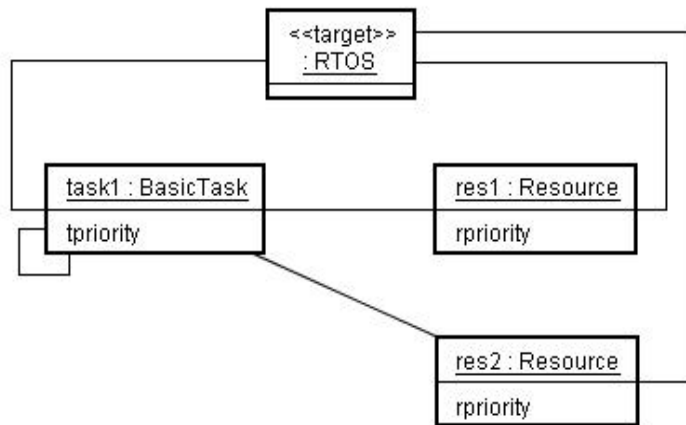 <<target>>
: RTOS
task1 : BasicTask
tpriority
res1 : Resource
rpriority
res2 : Resource
rpriority